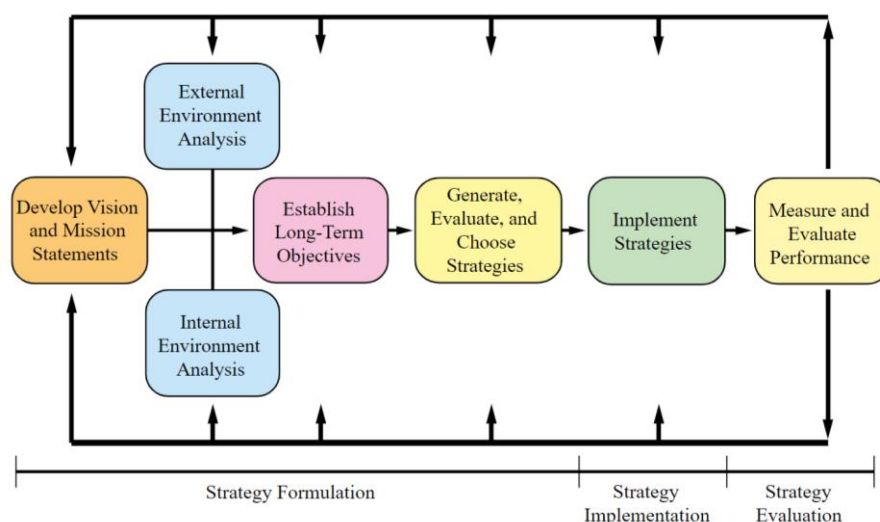 External
Environment
Analysis
Develop Vision
and Mission
Statements
Establish
Long-Term
Objectives
Generate,
Evaluate, and
Choose
Strategies
Implement
Strategies
Measure and
Evaluate
Performance
Internal
Environment
Analysis
Strategy Formulation
Strategy
Implementation
Strategy
Evaluation